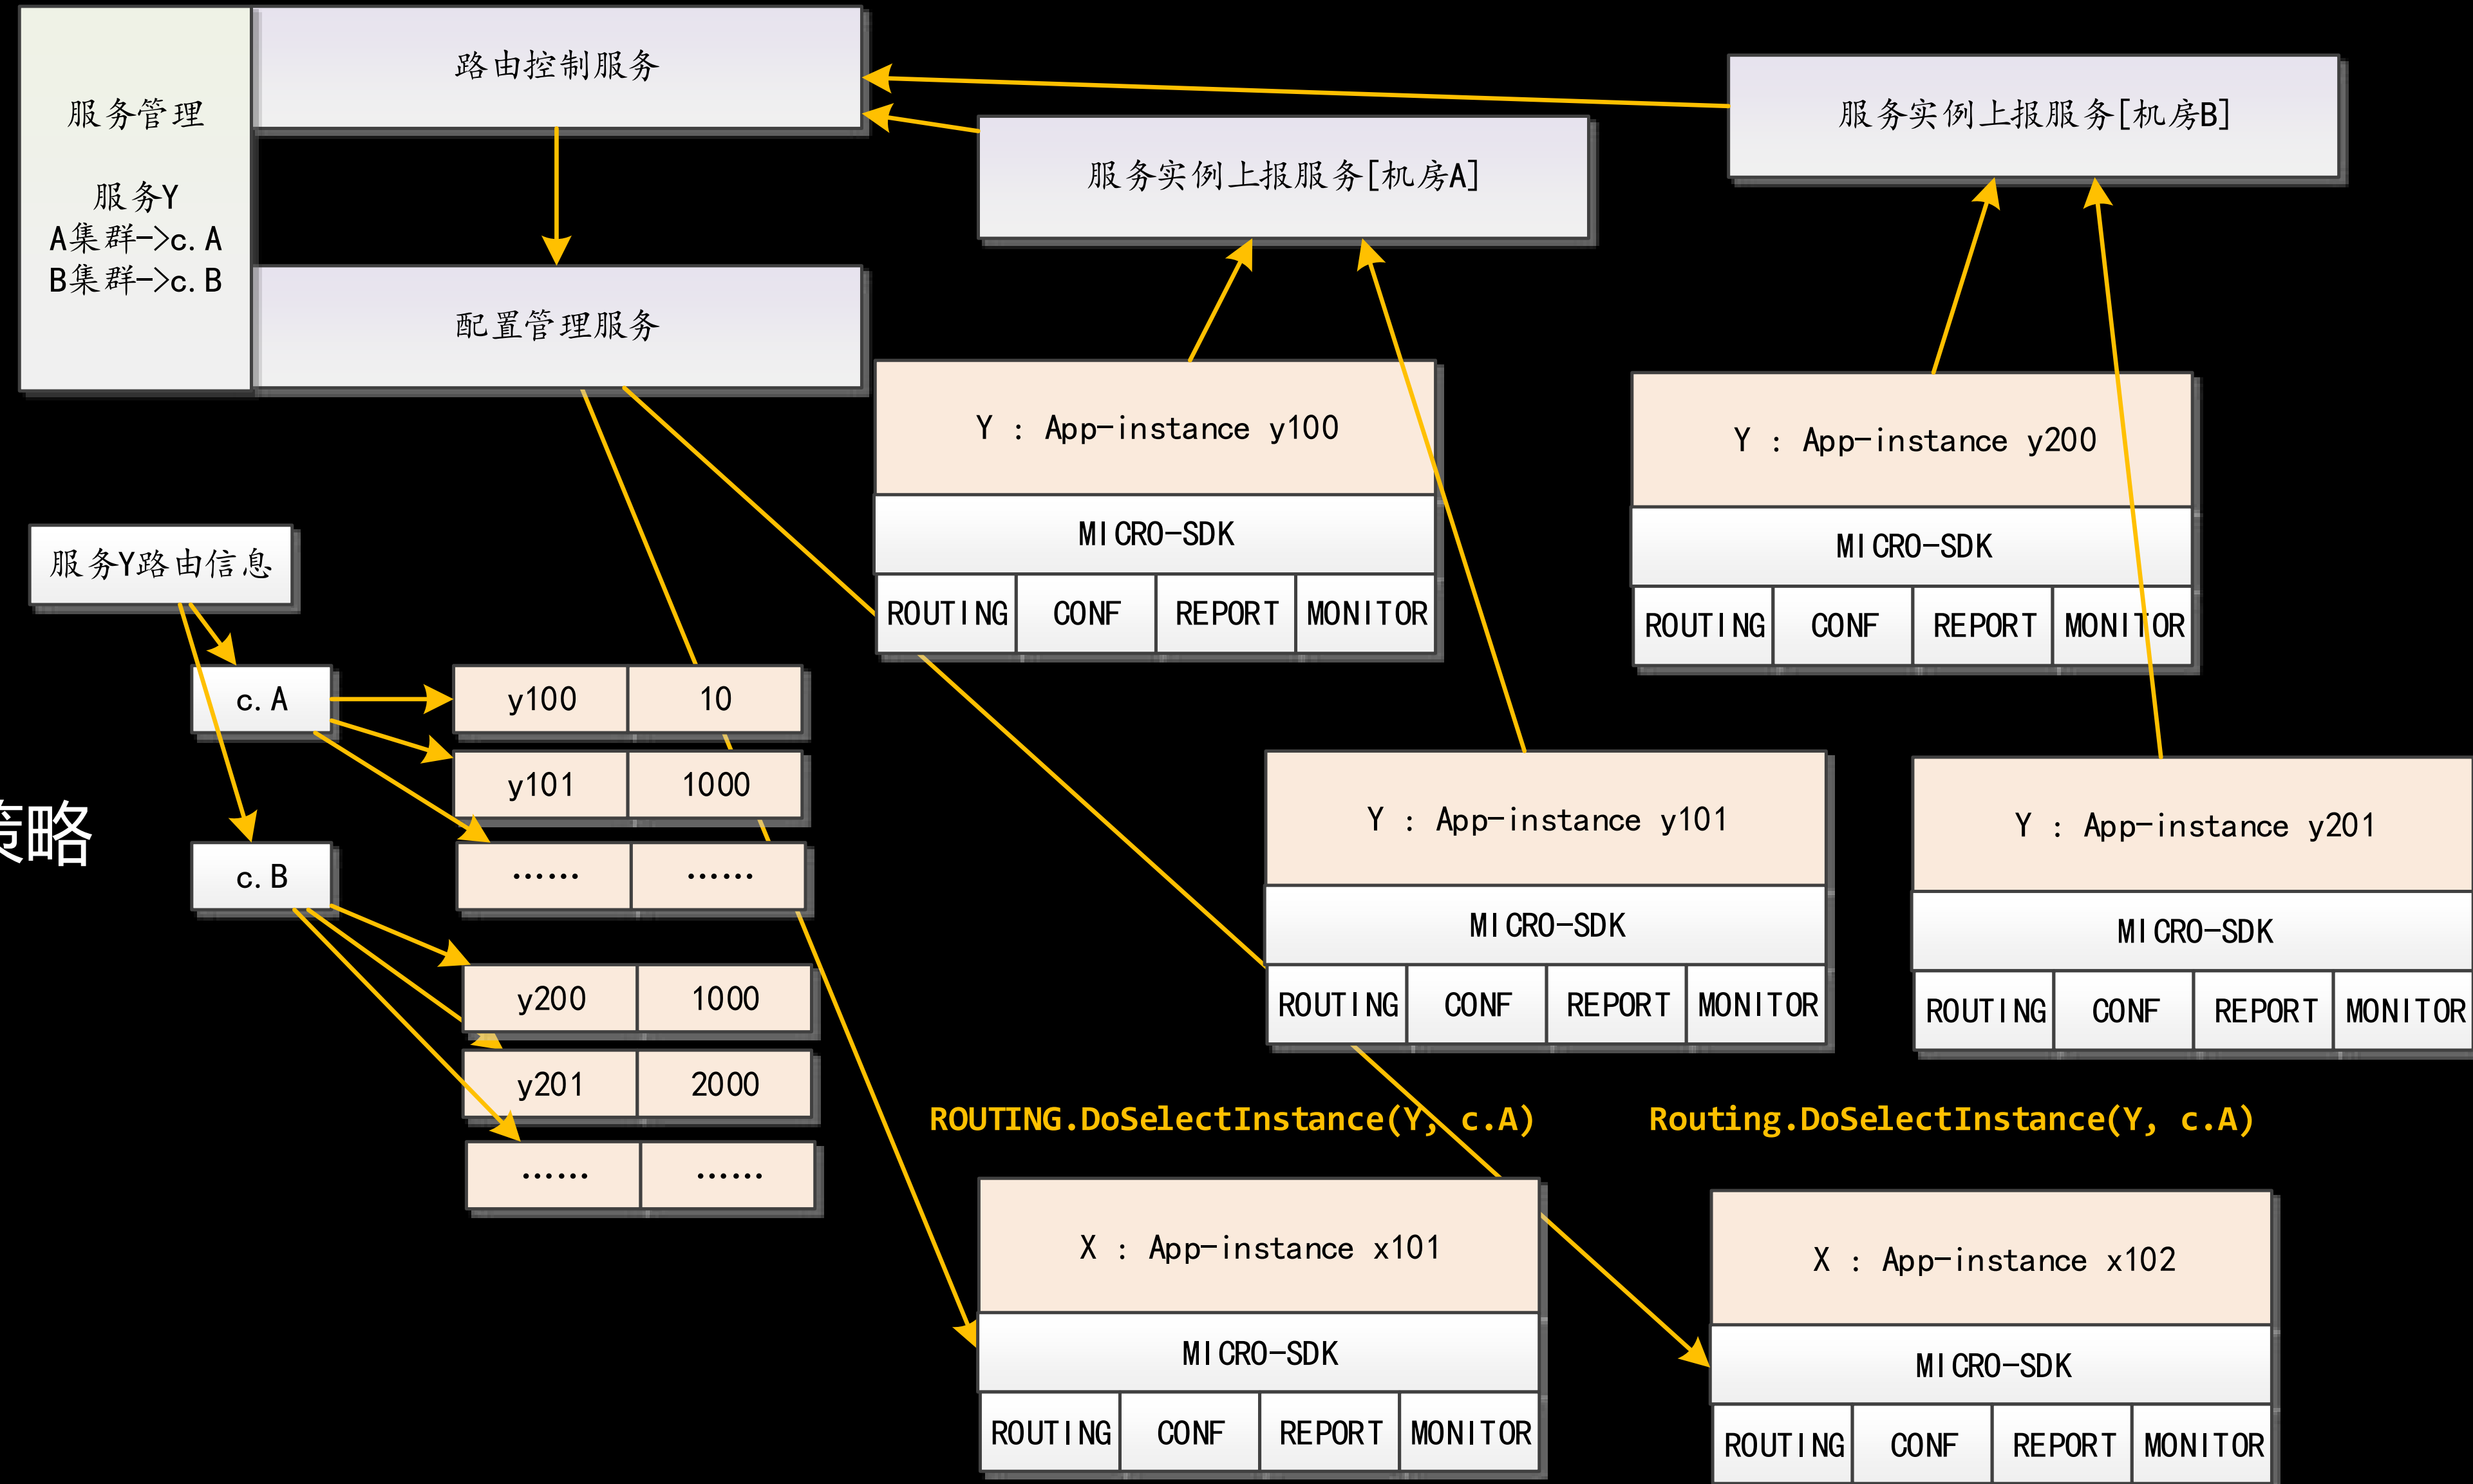 路由控制服务
服务管理
服务Y
A集群->c.A
B集群->c.B
配置管理服务
服务实例上报服务[机房A]
服务实例上报服务[机房B]
Y : App-instance y100
MICRO-SDK
ROUTING CONF REPORT MONITOR
Y : App-instance y200
MICRO-SDK
ROUTING CONF REPORT MONITOR
服务Y路由信息
c.A
y100 10
y101 1000
…… ……
策略
c.B
y200 1000
y201 2000
…… ……
Y : App-instance y101
MICRO-SDK
ROUTING CONF REPORT MONITOR
Y : App-instance y201
MICRO-SDK
ROUTING CONF REPORT MONITOR
ROUTING.DoSelectInstance(Y, c.A)
Routing.DoSelectInstance(Y, c.A)
X : App-instance x101
MICRO-SDK
ROUTING CONF REPORT MONITOR
X : App-instance x102
MICRO-SDK
ROUTING CONF REPORT MONITOR